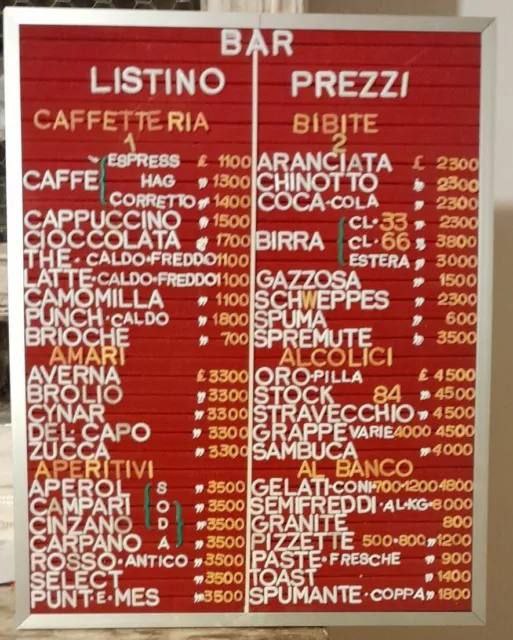 BAR
LISTINO PREZZI
CAFFETTERIA
1
CAFFE ESPRESS £ 1100
HAG " 1300
CORRETTO " 1400
CAPPUCCINO " 1500
CIOCCOLATA " 1700
THE · CALDO·FREDDO 1100
LATTE·CALDO·FREDDO 1100
CAMOMILLA " 1100
PUNCH·CALDO " 1800
BRIOCHE " 700
AMARI
AVERNA £ 3300
BROLIO " 3300
CYNAR " 3300
DEL·CAPO " 3300
ZUCCA " 3300
APERITIVI
APEROL S " 3500
CAMPARI O " 3500
CINZANO D " 3500
CARPANO A " 3500
ROSSO·ANTICO " 3500
SELECT " 3500
PUNT·E·MES " 3500
BIBITE
2
ARANCIATA £ 2300
CHINOTTO " 2300
COCA·COLA " 2300
BIRRA CL·33 " 2300
CL·66 " 3800
ESTERA " 3000
GAZZOSA " 1500
SCHWEPPES " 2300
SPUMA " 600
SPREMUTE " 3500
ALCOLICI
ORO·PILLA £ 4500
STOCK 84 " 4500
STRAVECCHIO " 4500
GRAPPE VARIE 4000 4500
SAMBUCA " 4000
AL BANCO
GELATI·CONI·700·1200 1800
SEMIFREDDI·AL·KG·
GRANITE 800
PIZZETTE 500·800 " 1200
PASTE·FRESCHE " 900
TOAST " 1400
SPUMANTE·COPPA " 1800